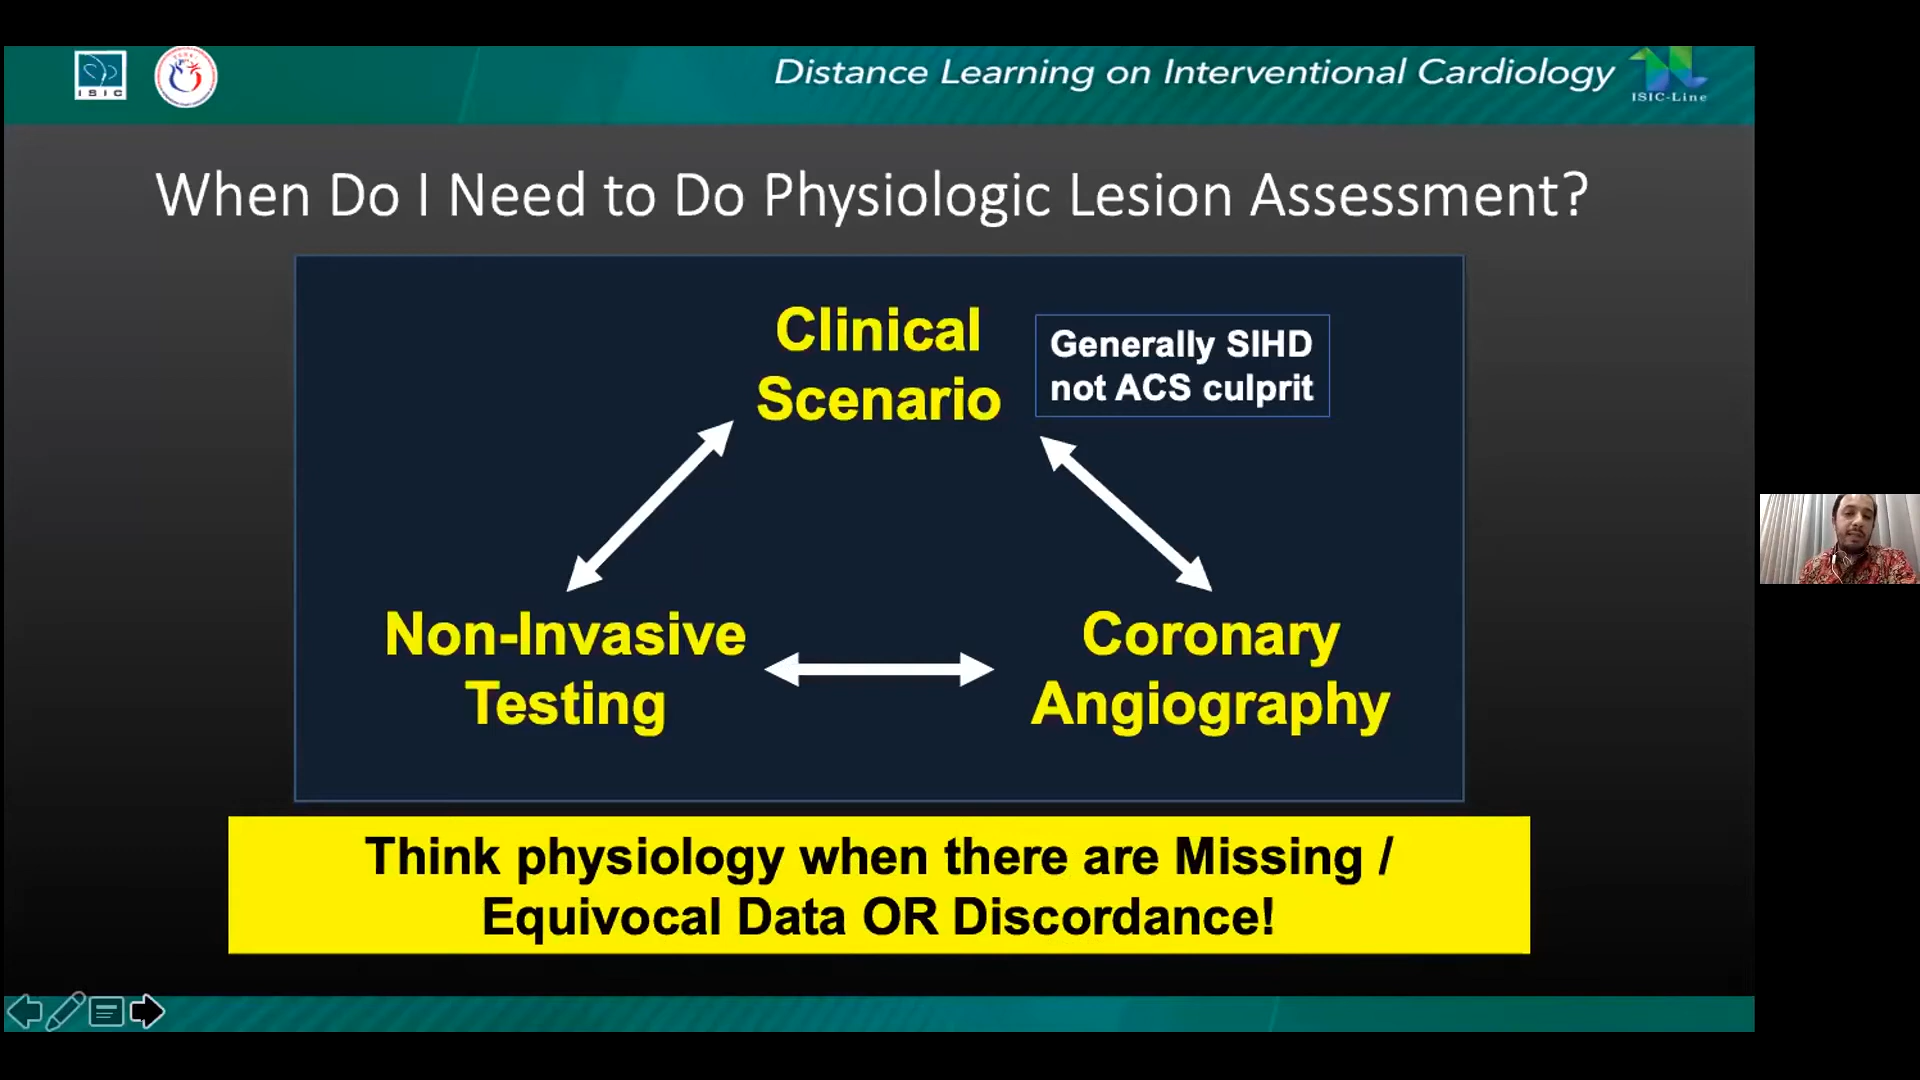 ISIC
Distance Learning on Interventional Cardiology
ISIC-Line
When Do I Need to Do Physiologic Lesion Assessment?
Clinical
Scenario
Generally SIHD
not ACS culprit
Non-Invasive
Testing
Coronary
Angiography
Think physiology when there are Missing /
Equivocal Data OR Discordance!